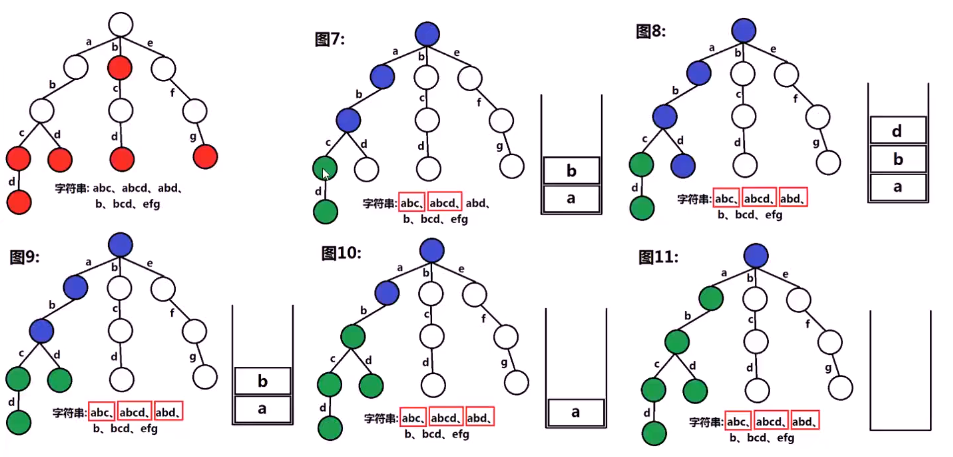 a b e
b c f
c d d g
d
字符串: abc、abcd、abd、
b、bcd、efg
图7:
a b e
b c f
c d d g
d
b
a
字符串: abc、 abcd、 abd、
b、bcd、efg
图8:
a b e
b c f
c d d g
d
d
b
a
字符串: abc、 abcd、 abd、
b、bcd、efg
图9:
a b e
b c f
c d d g
d
b
a
字符串: abc、 abcd、 abd、
b、bcd、efg
图10:
a b e
b c f
c d d g
d
a
字符串: abc、 abcd、 abd、
b、bcd、efg
图11:
a b e
b c f
c d d g
d
字符串: abc、 abcd、 abd、
b、bcd、efg